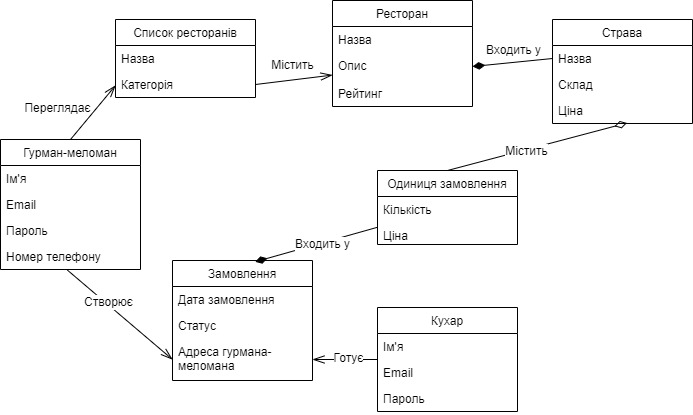 Список ресторанів
Назва
Категорія
Ресторан
Назва
Опис
Рейтинг
Страва
Назва
Склад
Ціна
Входить у
Містить
Переглядає
Гурман-меломан
Ім'я
Email
Пароль
Номер телефону
Містить
Одиниця замовлення
Кількість
Ціна
Входить у
Створює
Замовлення
Дата замовлення
Статус
Адреса гурмана-
меломана
Готує
Кухар
Ім'я
Email
Пароль